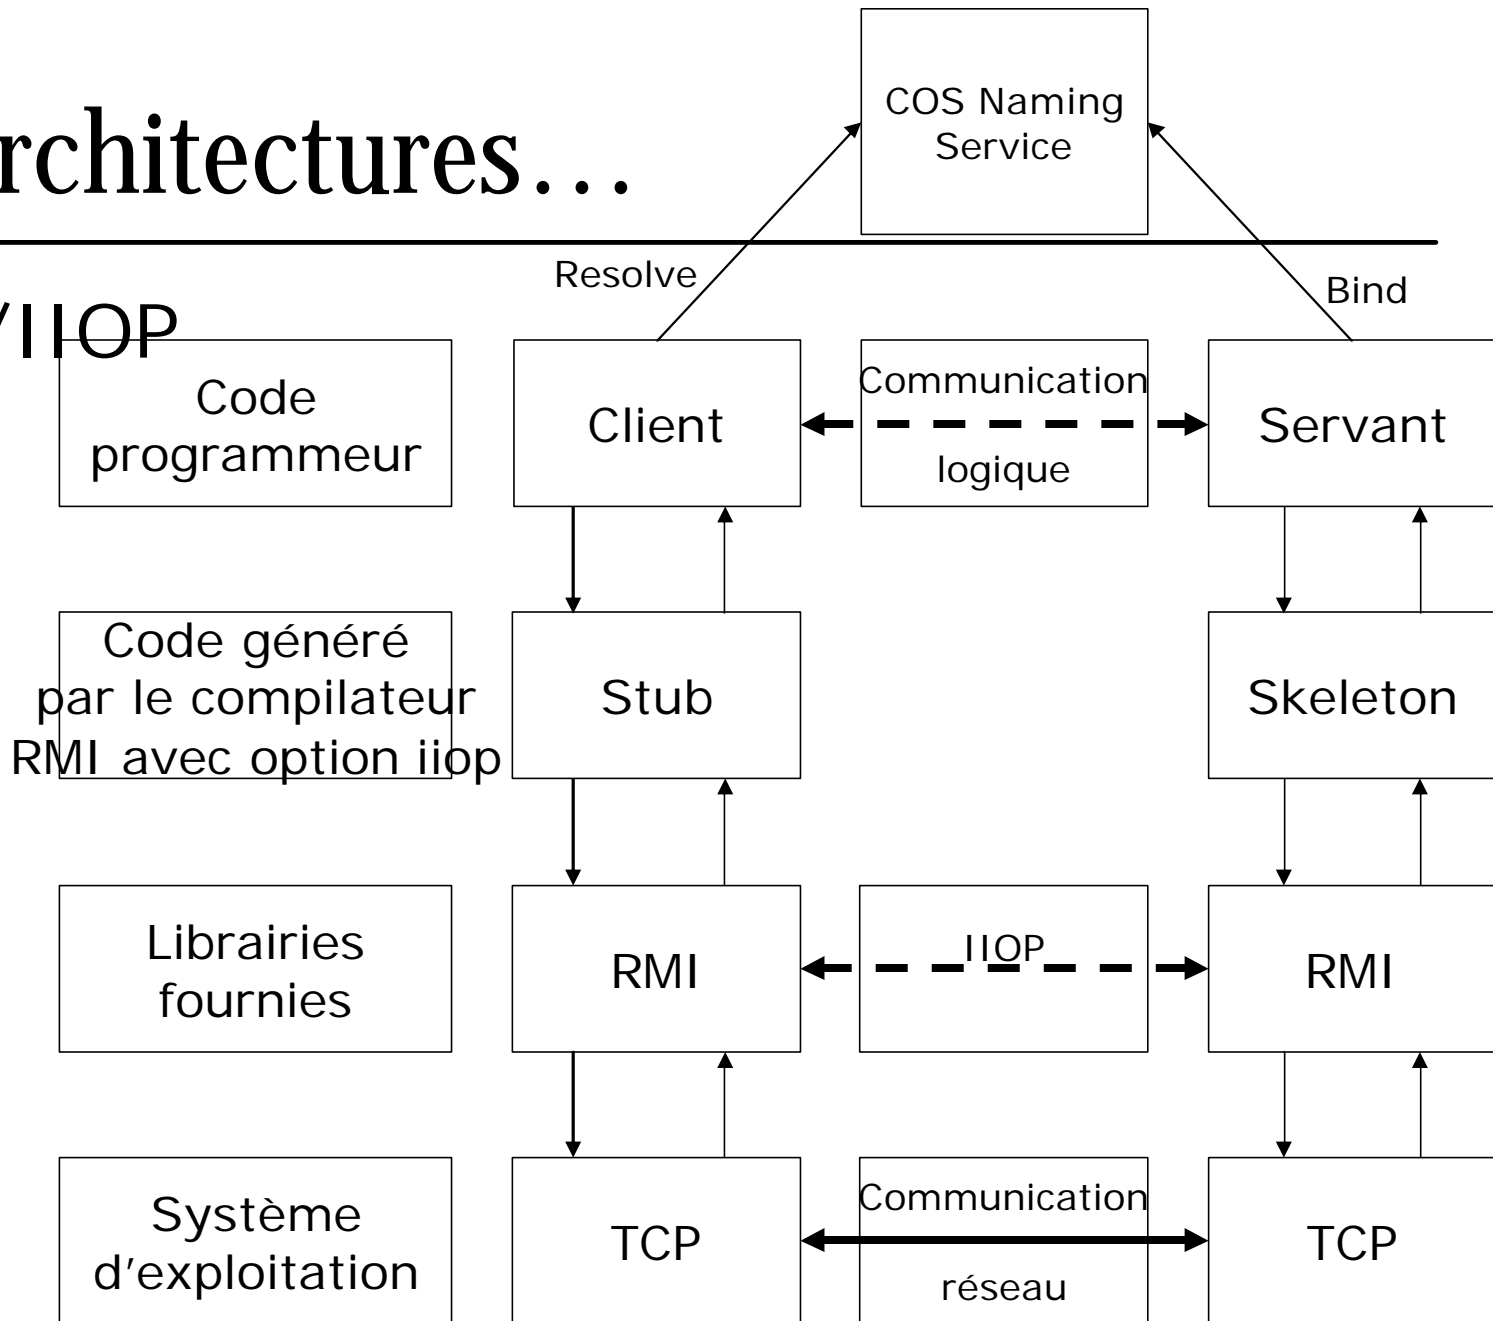 COS Naming
Service
rchitectures...
Resolve
Bind
/IIOP
Code
programmeur
Client
Communication
logique
Servant
Code généré
par le compilateur
RMI avec option iiop
Stub
Skeleton
Librairies
fournies
RMI
IIOP
RMI
Système
d'exploitation
TCP
Communication
réseau
TCP